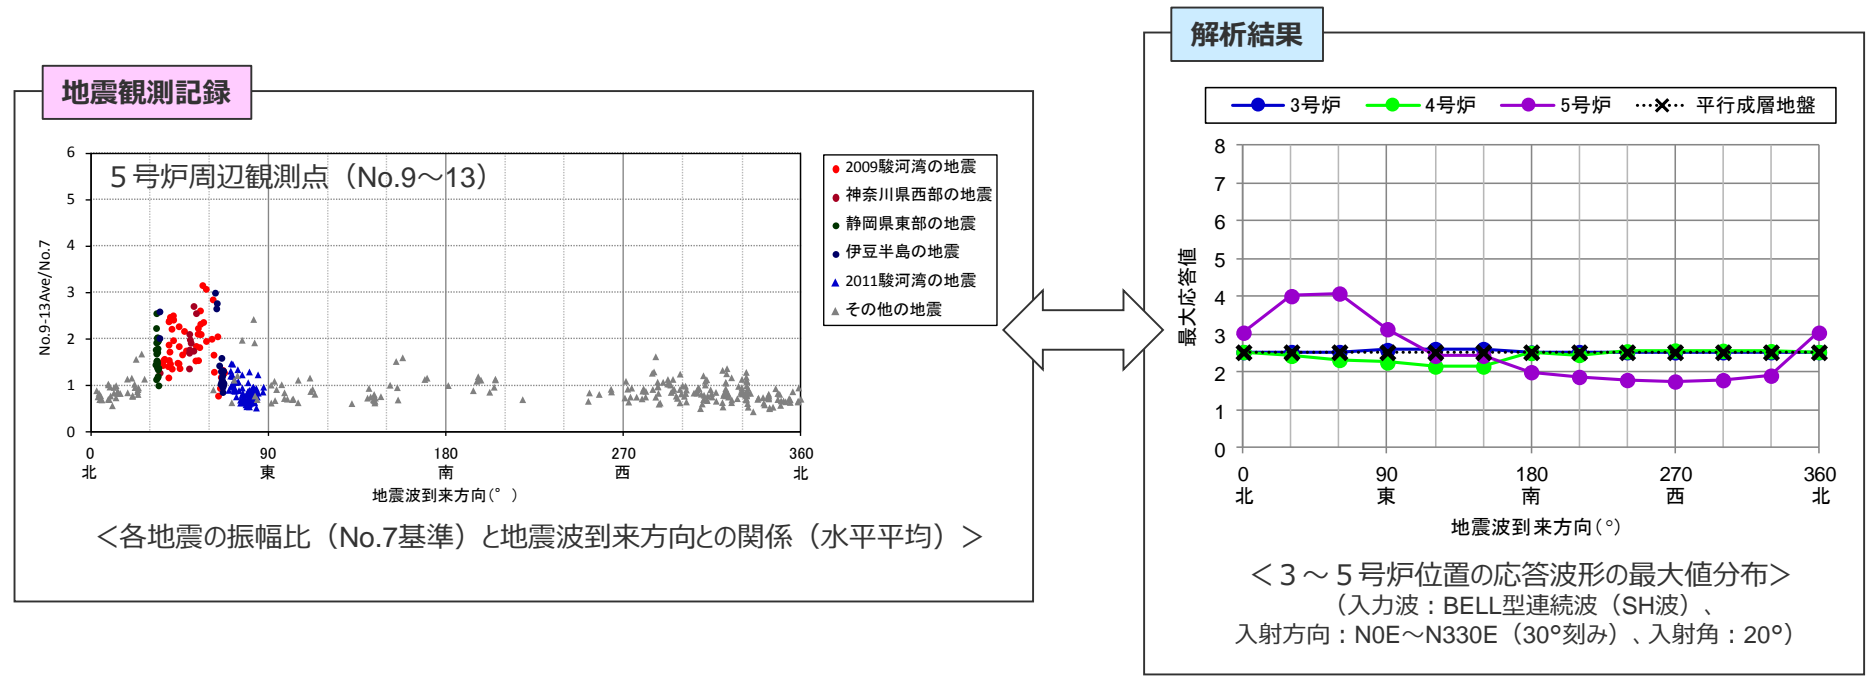 地震観測記録
5号炉周辺観測点（No.9～13）
No.9-13Ave/No.7
6
5
4
3
2
1
0
0
北
90
東
180
南
270
西
360
北
地震波到来方向(°)
2009駿河湾の地震
神奈川県西部の地震
静岡県東部の地震
伊豆半島の地震
2011駿河湾の地震
その他の地震
＜各地震の振幅比（No.7基準）と地震波到来方向との関係（水平平均）＞
解析結果
3号炉 4号炉 5号炉 平行成層地盤
最大応答値
8
7
6
5
4
3
2
1
0
0
北
90
東
180
南
270
西
360
北
地震波到来方向(°)
＜３～５号炉位置の応答波形の最大値分布＞
（入力波：BELL型連続波（SH波）、
入射方向：N0E～N330E（30°刻み）、入射角：20°）